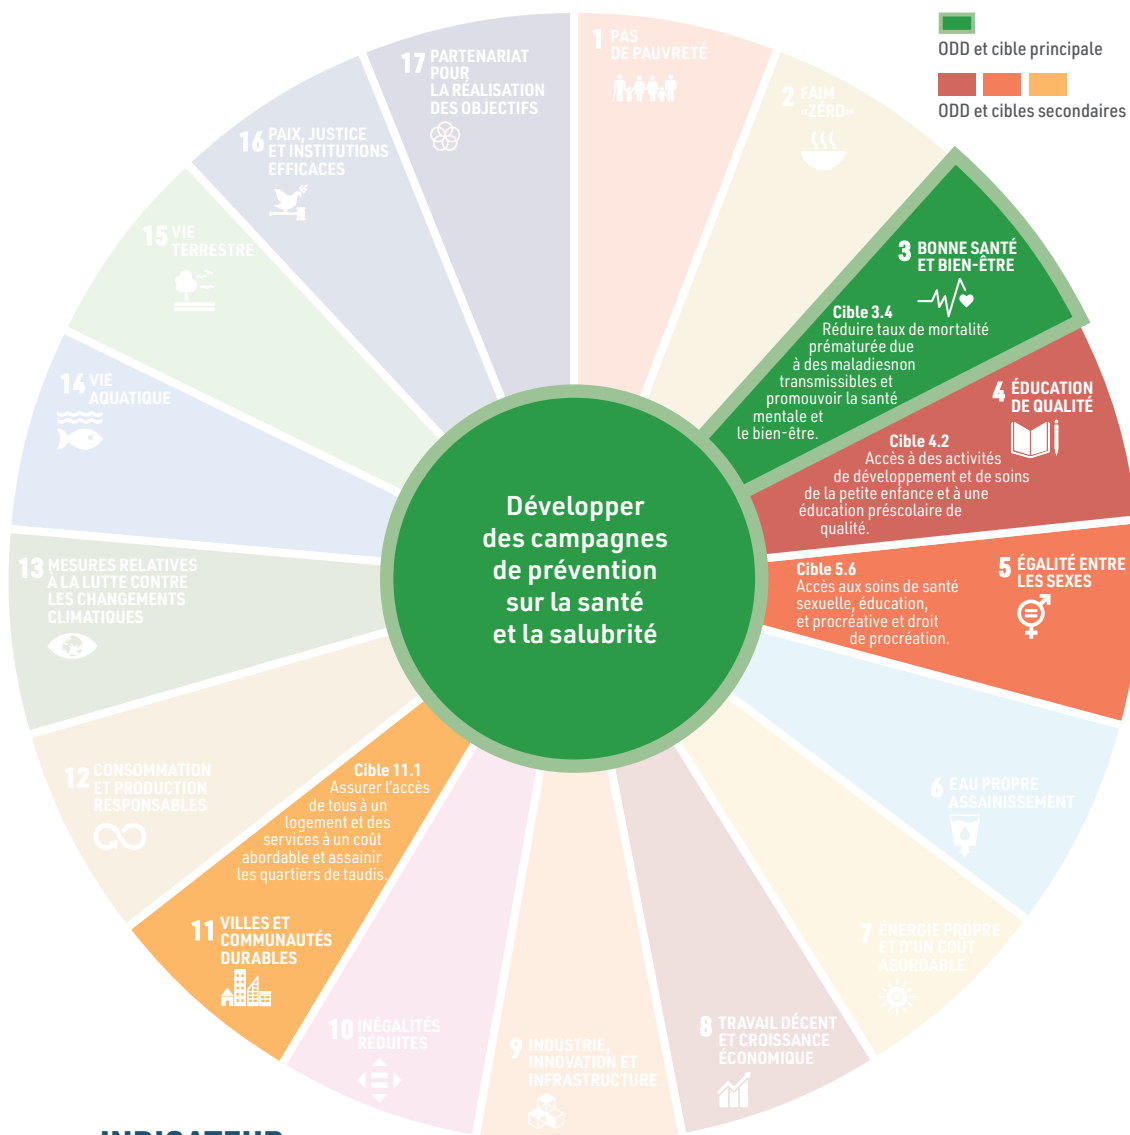 ODD et cible principale
ODD et cibles secondaires
1 PAS
DE PAUVRETÉ
2 FAIM
«ZÉRO»
3 BONNE SANTÉ
ET BIEN-ÊTRE
Cible 3.4
Réduire taux de mortalité
prématurée due
à des maladiesnon
transmissibles et
promouvoir la santé
mentale et
le bien-être.
4 ÉDUCATION
DE QUALITÉ
Cible 4.2
Accès à des activités
de développement et de soins
de la petite enfance et à une
éducation préscolaire de
qualité.
5 ÉGALITÉ ENTRE
LES SEXES
Cible 5.6
Accès aux soins de santé
sexuelle, éducation,
et procréative et droit
de procréation.
6 EAU PROPRE
ASSAINISSEMENT
7 ÉNERGIE PROPRE
ET D'UN COÛT
ABORDABLE
8 TRAVAIL DÉCENT
ET CROISSANCE
ÉCONOMIQUE
9 INDUSTRIE,
INNOVATION ET
INFRASTRUCTURE
10 INÉGALITÉS
RÉDUITES
Cible 11.1
Assurer l'accès
de tous à un
logement et des
services à un coût
abordable et assainir
les quartiers de taudis.
11 VILLES ET
COMMUNAUTÉS
DURABLES
12 CONSOMMATION
ET PRODUCTION
RESPONSABLES
13 MESURES RELATIVES
À LA LUTTE CONTRE
LES CHANGEMENTS
CLIMATIQUES
14 VIE
AQUATIQUE
15 VIE
TERRESTRE
16 PAIX, JUSTICE
ET INSTITUTIONS
EFFICACES
17 PARTENARIAT
POUR
LA RÉALISATION
DES OBJECTIFS
Développer
des campagnes
de prévention
sur la santé
et la salubrité
INDICATEUR